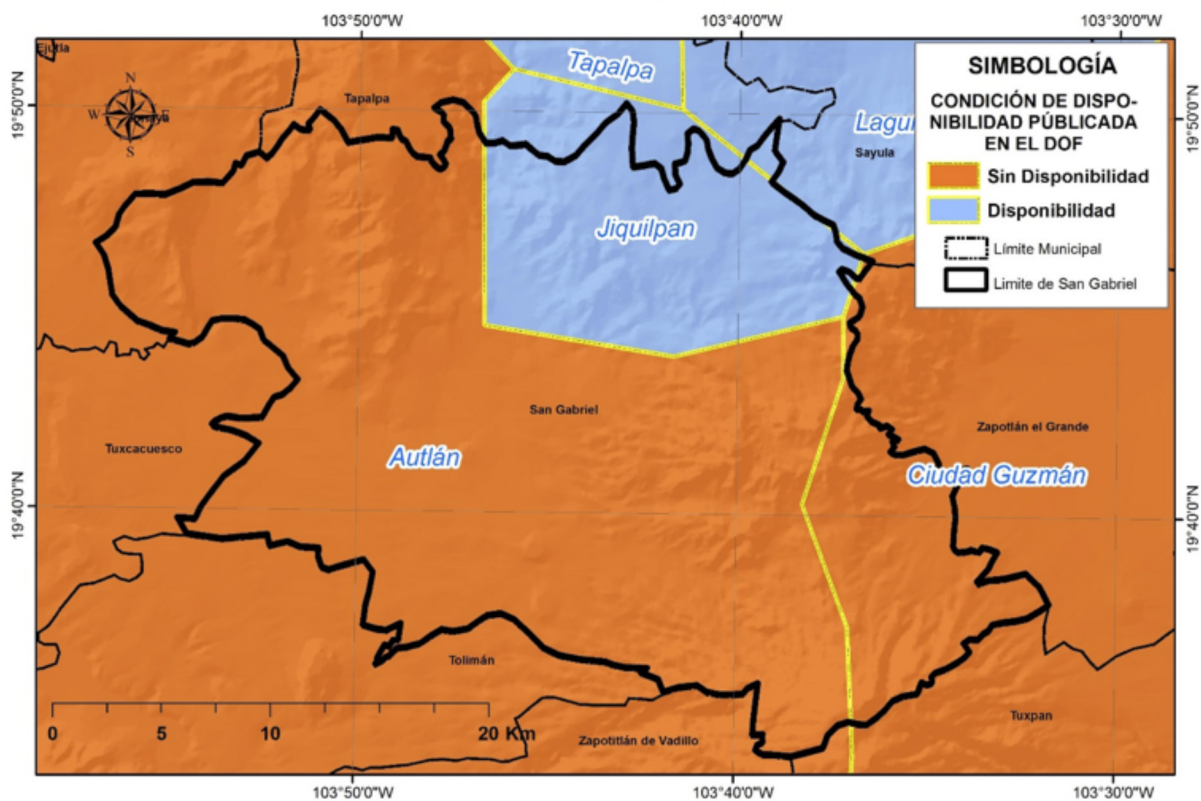 103°50'0"W
103°40'0"W
103°30'0"W
Ejutla
Tapalpa
SIMBOLOGÍA
N
Tapalpa
CONDICIÓN DE DISPO-
19°50'0"N
W
E
NIBILIDAD PÚBLICADA
19°50'0"N
S
EN EL DOF
Sayula
Sin Disponibilidad
Disponibilidad
Jiquilpan
Límite Municipal
Limite de San Gabriel
San Gabriel
Zapotlán el Grande
Tuxcacuesco
Autlán
Ciudad Guzmán
19°40'0"N
19°40'0"N
Tolimán
Tuxpan
0 5 10 20 Km
Zapotitlán de Vadillo
103°50'0"W
103°40'0"W
103°30'0"W